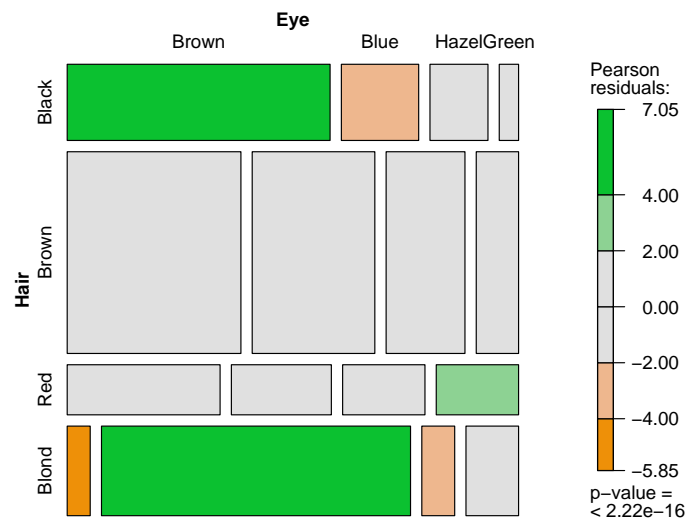 Eye
Brown Blue HazelGreen
Hair
Black
Brown
Red
Blond
Pearson
residuals:
7.05
4.00
2.00
0.00
−2.00
−4.00
−5.85
p−value =
< 2.22e−16